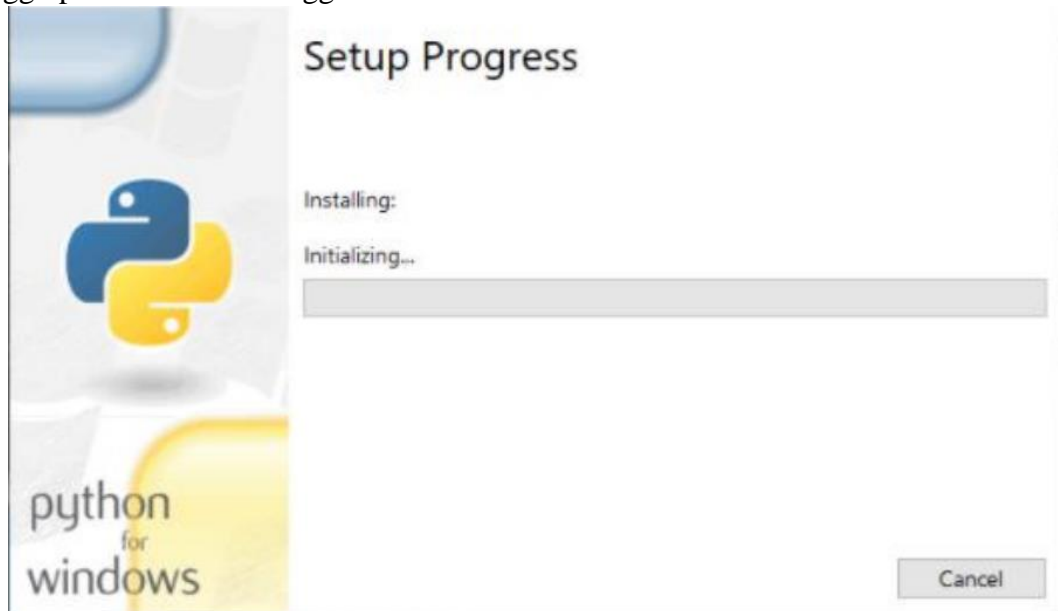 Setup Progress
Installing:
Initializing...
python
for
windows
Cancel